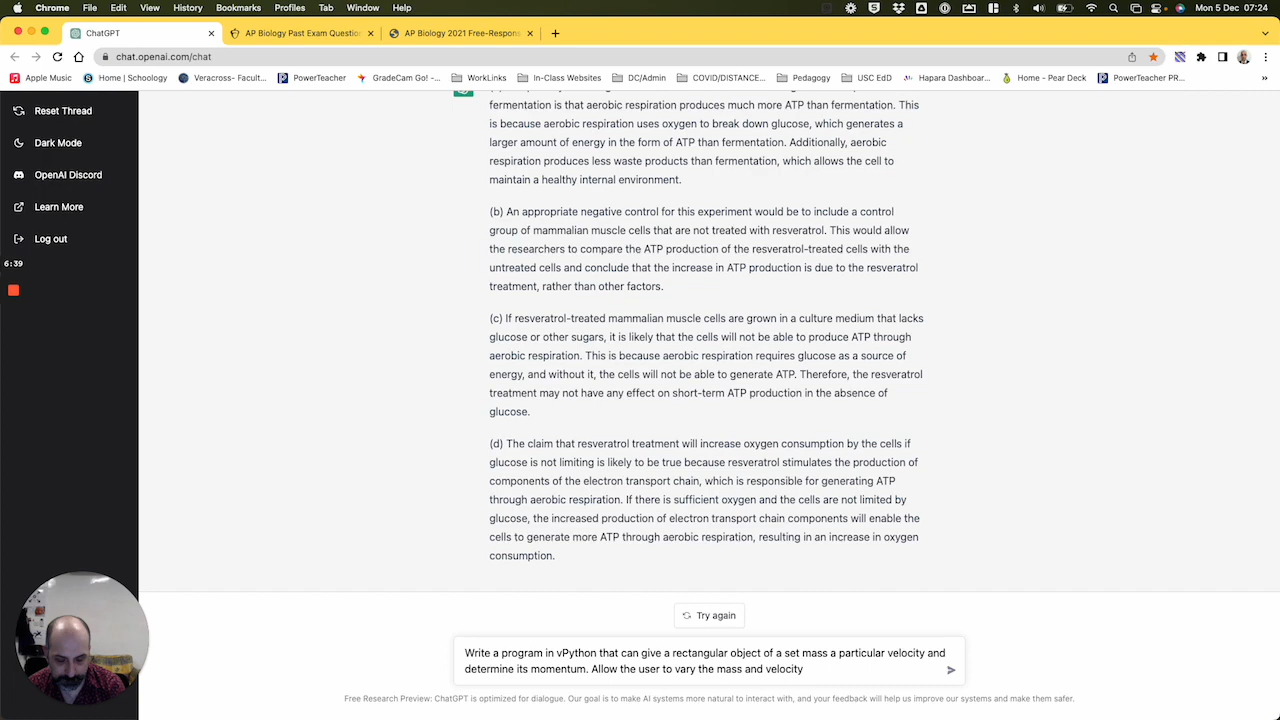 Chrome File Edit View History Bookmarks Profiles Tab Window Help
Mon 5 Dec 07:24
ChatGPT
AP Biology Past Exam Questio
AP Biology 2021 Free-Respons
chat.openai.com/chat
Apple Music
Home | Schoology
Veracross- Facult...
PowerTeacher
GradeCam Go! -...
WorkLinks
In-Class Websites
DC/Admin
COVID/DISTANCE...
Pedagogy
USC EdD
Hapara Dashboar...
Home - Pear Deck
PowerTeacher PR...
»
Reset Thread
Dark Mode
OpenAI Discord
Learn More
Log out
6:39
fermentation is that aerobic respiration produces much more ATP than fermentation. This
is because aerobic respiration uses oxygen to break down glucose, which generates a
larger amount of energy in the form of ATP than fermentation. Additionally, aerobic
respiration produces less waste products than fermentation, which allows the cell to
maintain a healthy internal environment.
(b) An appropriate negative control for this experiment would be to include a control
group of mammalian muscle cells that are not treated with resveratrol. This would allow
the researchers to compare the ATP production of the resveratrol-treated cells with the
untreated cells and conclude that the increase in ATP production is due to the resveratrol
treatment, rather than other factors.
(c) If resveratrol-treated mammalian muscle cells are grown in a culture medium that lacks
glucose or other sugars, it is likely that the cells will not be able to produce ATP through
aerobic respiration. This is because aerobic respiration requires glucose as a source of
energy, and without it, the cells will not be able to generate ATP. Therefore, the resveratrol
treatment may not have any effect on short-term ATP production in the absence of
glucose.
(d) The claim that resveratrol treatment will increase oxygen consumption by the cells if
glucose is not limiting is likely to be true because resveratrol stimulates the production of
components of the electron transport chain, which is responsible for generating ATP
through aerobic respiration. If there is sufficient oxygen and the cells are not limited by
glucose, the increased production of electron transport chain components will enable the
cells to generate more ATP through aerobic respiration, resulting in an increase in oxygen
consumption.
Try again
Write a program in vPython that can give a rectangular object of a set mass a particular velocity and
determine its momentum. Allow the user to vary the mass and velocity
Free Research Preview: ChatGPT is optimized for dialogue. Our goal is to make AI systems more natural to interact with, and your feedback will help us improve our systems and make them safer.